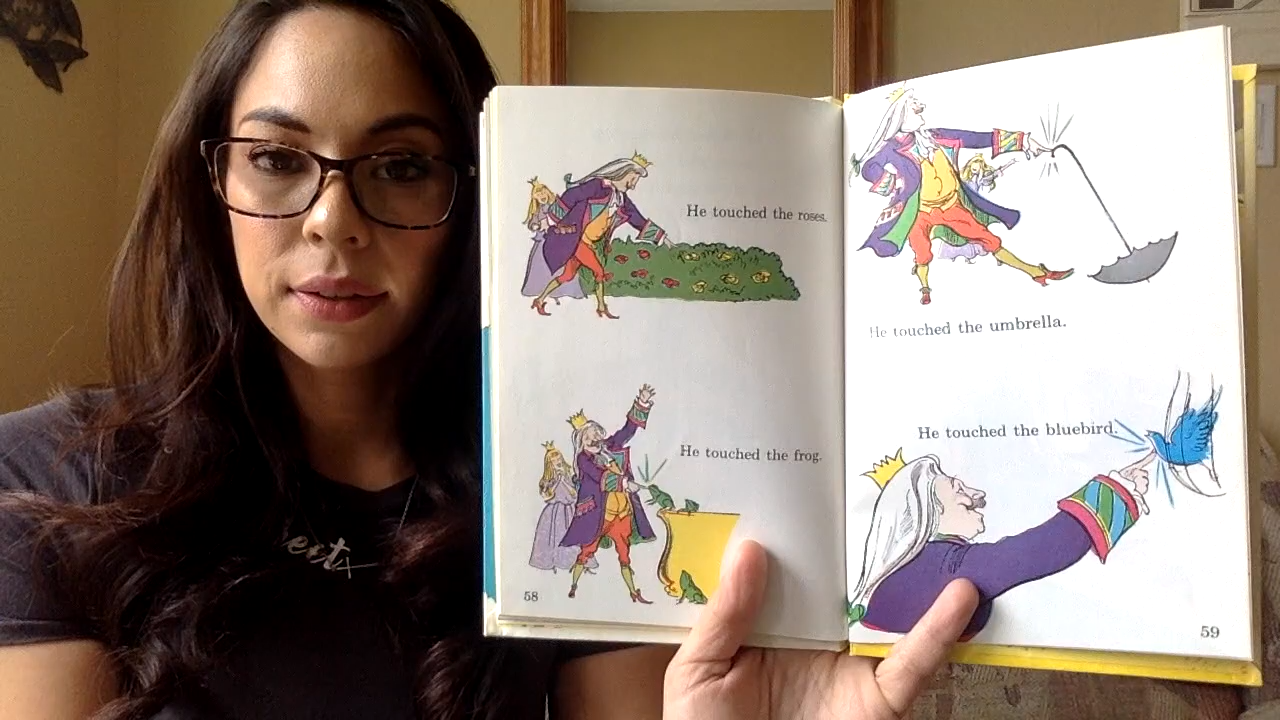 He touched the roses.
He touched the frog.
58
He touched the umbrella.
He touched the bluebird.
59